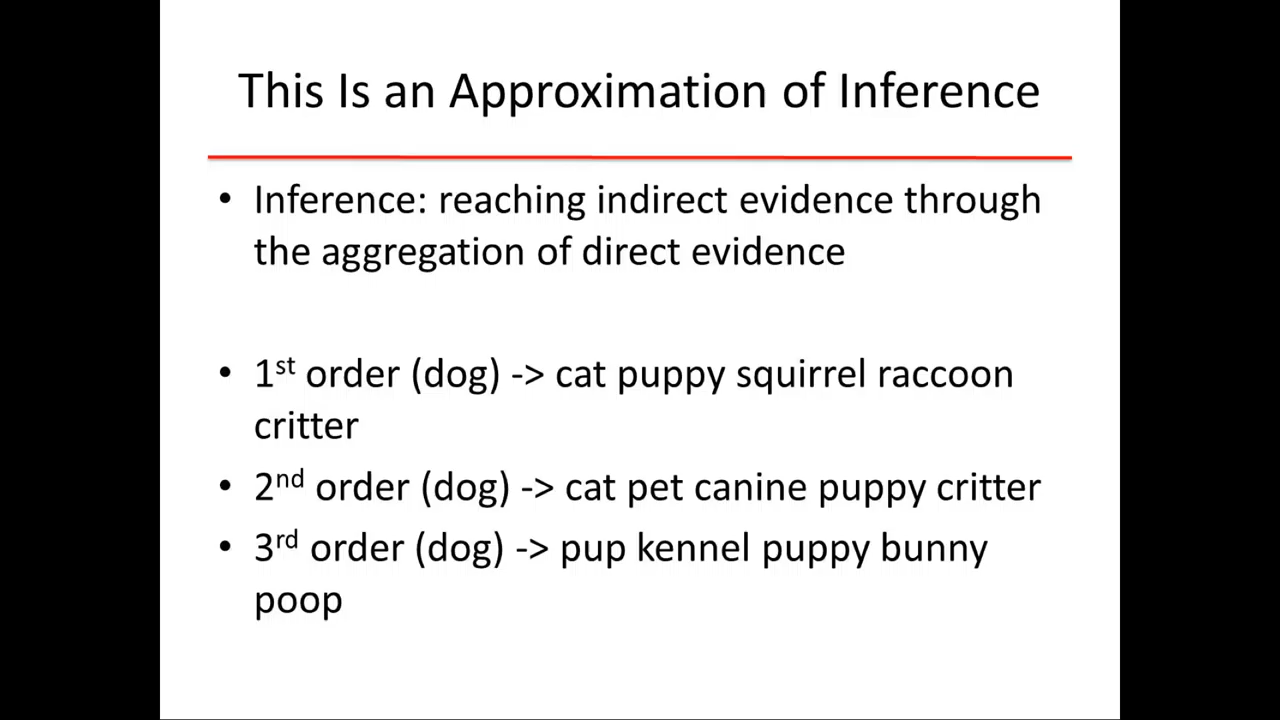 This Is an Approximation of Inference
• Inference: reaching indirect evidence through
the aggregation of direct evidence
• 1st order (dog) -> cat puppy squirrel raccoon
critter
• 2nd order (dog) -> cat pet canine puppy critter
• 3rd order (dog) -> pup kennel puppy bunny
poop